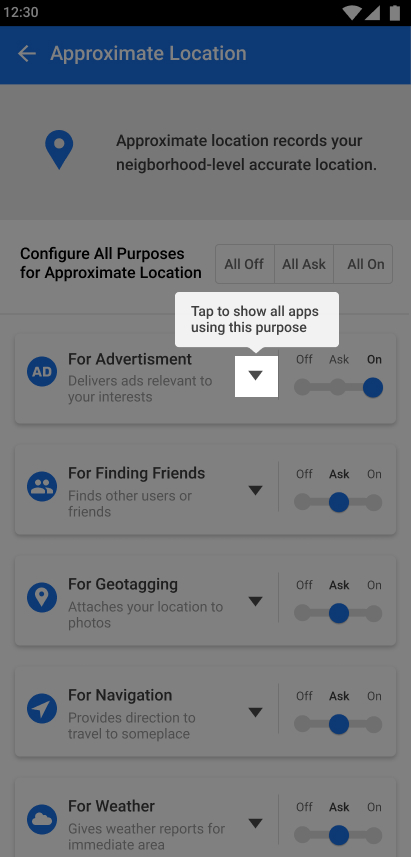 12:30
Approximate Location
Approximate location records your
neigborhood-level accurate location.
Configure All Purposes
for Approximate Location
All Off
All Ask
All On
Tap to show all apps
using this purpose
AD
For Advertisment
Delivers ads relevant to
your interests
Off
Ask
On
For Finding Friends
Finds other users or
friends
Off
Ask
On
For Geotagging
Attaches your location to
photos
Off
Ask
On
For Navigation
Provides direction to
travel to someplace
Off
Ask
On
For Weather
Gives weather reports for
immediate area
Off
Ask
On